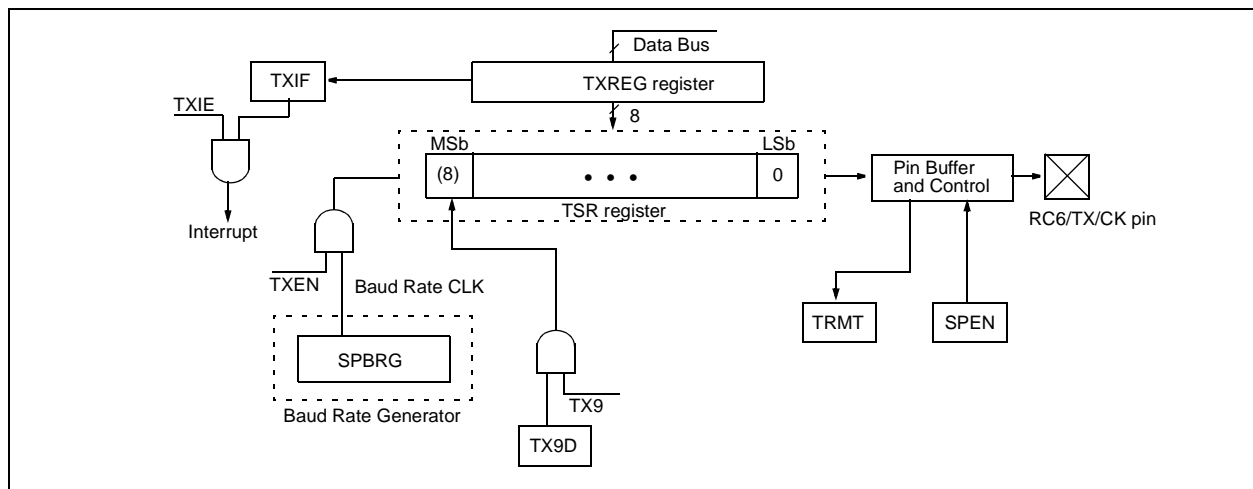 Data Bus
TXIF
TXREG register
TXIE
8
MSb
LSb
(8)
• • •
0
Pin Buffer
and Control
TSR register
Interrupt
RC6/TX/CK pin
TXEN
Baud Rate CLK
TRMT
SPEN
SPBRG
TX9
Baud Rate Generator
TX9D